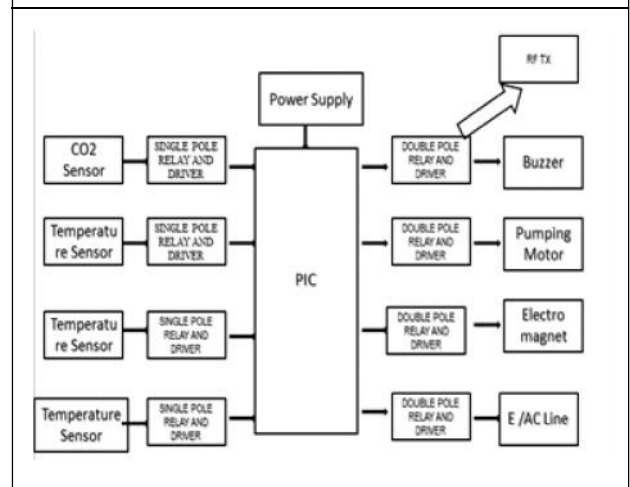 RF TX
Power Supply
CO2
Sensor
SINGLE POLE
RELAY AND
DRIVER
DOUBLE POLE
RELAY AND
DRIVER
Buzzer
Temperatu
re Sensor
SINGLE POLE
RELAY AND
DRIVER
PIC
DOUBLE POLE
RELAY AND
DRIVER
Pumping
Motor
Temperatu
re Sensor
SINGLE POLE
RELAY AND
DRIVER
DOUBLE POLE
RELAY AND
DRIVER
Electro
magnet
Temperature
Sensor
SINGLE POLE
RELAY AND
DRIVER
DOUBLE POLE
RELAY AND
DRIVER
E /AC Line